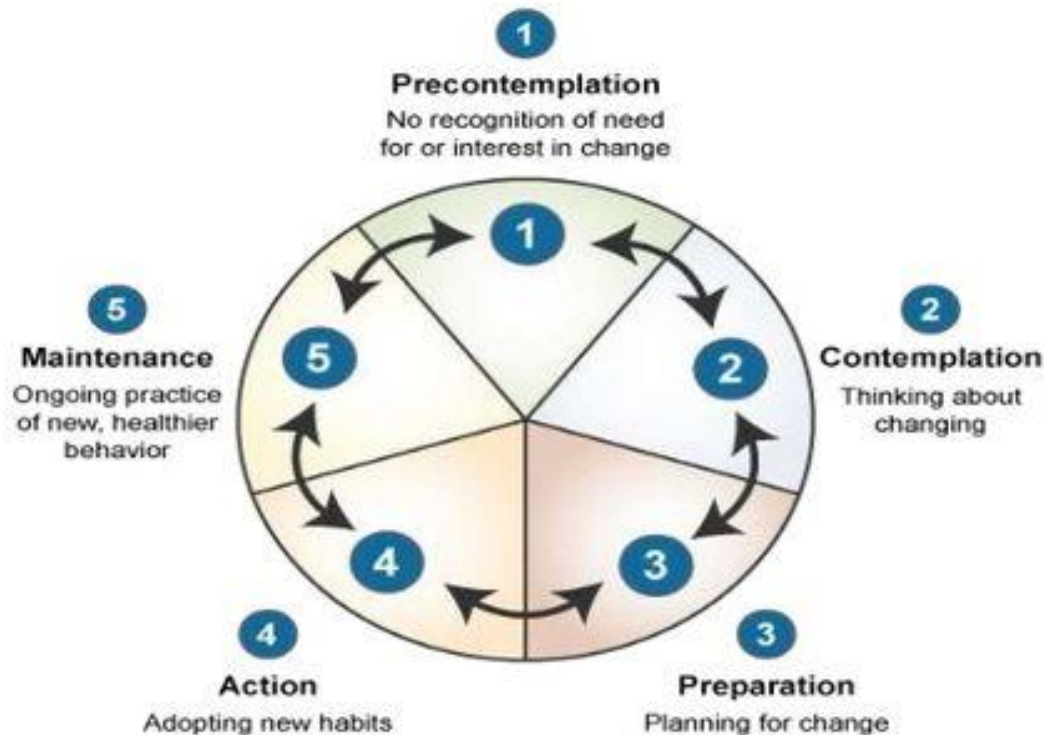 1
Precontemplation
No recognition of need
for or interest in change
1
2
Contemplation
Thinking about
changing
2
3
Preparation
Planning for change
3
4
Action
Adopting new habits
4
5
Maintenance
Ongoing practice
of new, healthier
behavior
5